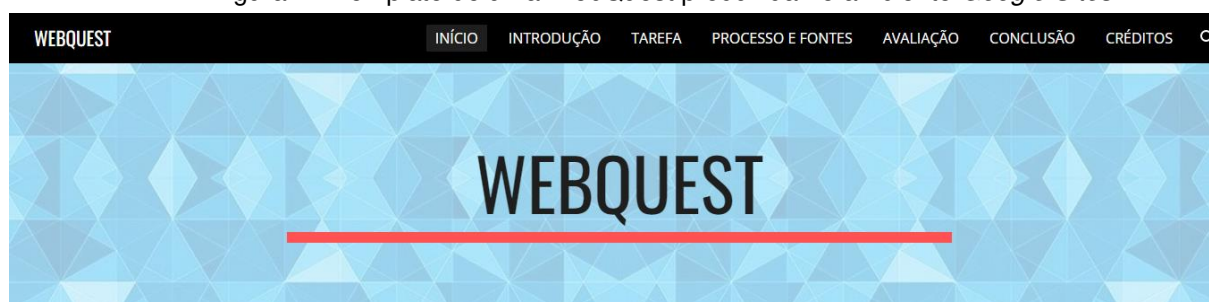 WEBQUEST INÍCIO INTRODUÇÃO TAREFA PROCESSO E FONTES AVALIAÇÃO CONCLUSÃO CRÉDITOS
WEBQUEST